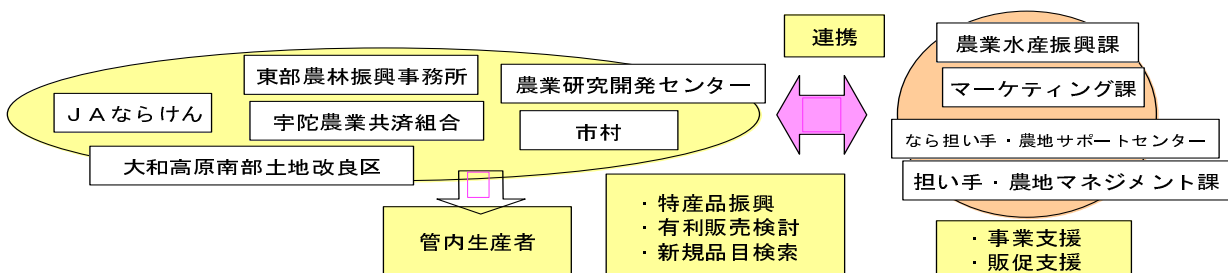 連携
農業水産振興課
東部農林振興事務所
農業研究開発センター
マーケティング課
JAならけん
宇陀農業共済組合
市村
なら担い手・農地サポートセンター
大和高原南部土地改良区
担い手・農地マネジメント課
管内生産者
・特産品振興
・有利販売検討
・新規品目検索
・事業支援
・販促支援